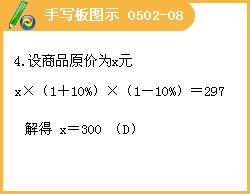 手写板图示 0502-08
4.设商品原价为x元
x×（1＋10%）×（1－10%）＝297
解得 x＝300 （D）